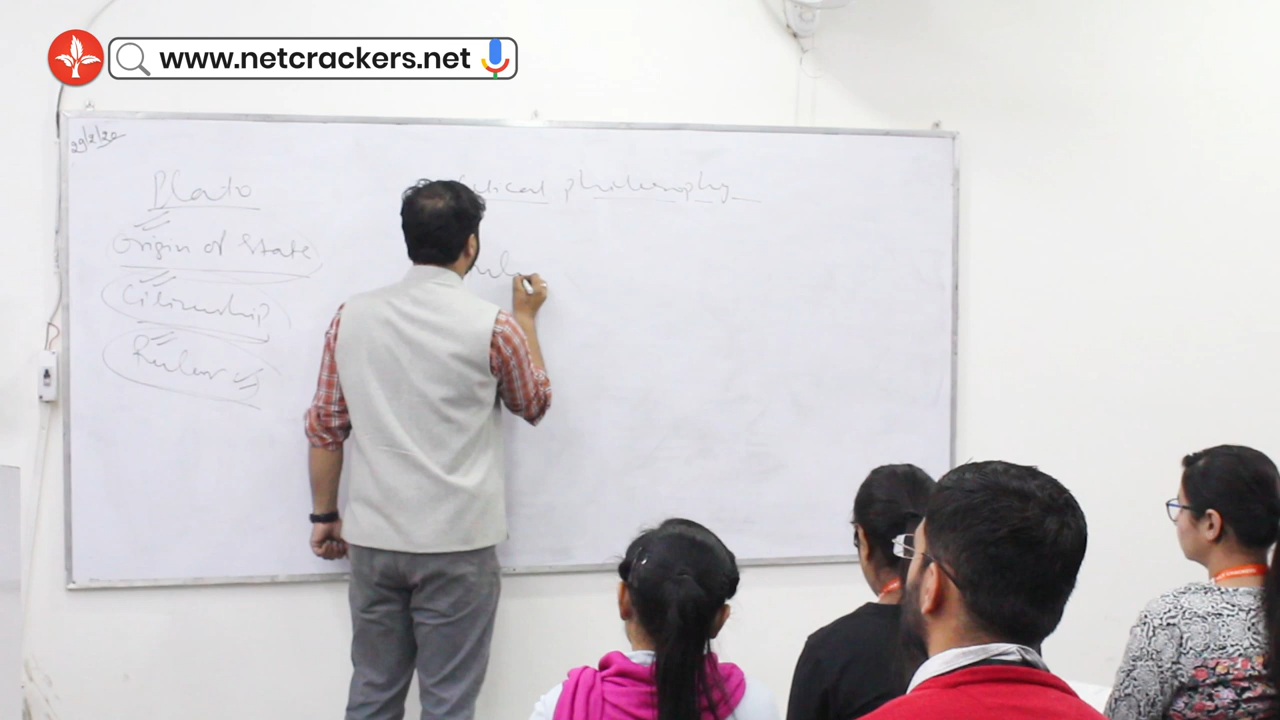 www.netcrackers.net
29/2/20
Plato
Origin of State
Citizenship
Ruler
philosophy